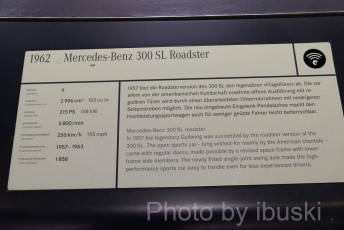 1962 Mercedes-Benz 300 SL Roadster
6
2 996 cm³ 183 cu in
215 PS 158 kW
5 800/min
250 km/h 155 mph
1957 - 1963
1 858
1957 löst die Roadsterversion des 300 SL den legendären »Flügeltürer« ab. Die vor
allem von der amerikanischen Kundschaft ersehnte offene Ausführung mit re-
gulären Türen wird durch einen überarbeiteten Gitterrohrrahmen mit niedrigeren
Seitenstreben möglich. Die neu eingebaute Eingelenk-Pendelachse macht den
Hochleistungssportwagen auch für weniger geübte Fahrer leicht beherrschbar.
Mercedes-Benz 300 SL roadster
In 1957 the legendary Gullwing was succeeded by the roadster version of the
300 SL. The open sports car - long wished-for mainly by the American clientele -
came with regular doors, made possible by a revised space frame with lower
frame side members. The newly fitted single-joint swing axle made the high-
performance sports car easy to handle even for less experienced drivers.
Photo by ibuski